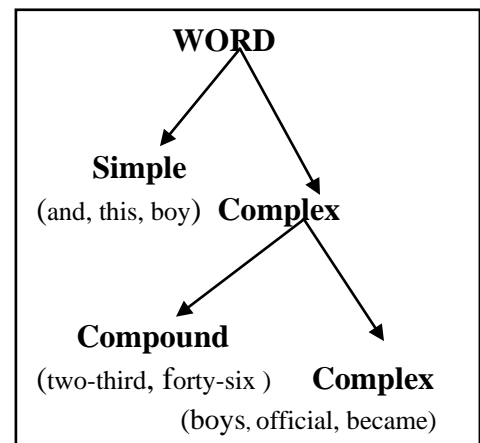 WORD
Simple
(and, this, boy) Complex
Compound
(two-third, forty-six ) Complex
(boys, official, became)